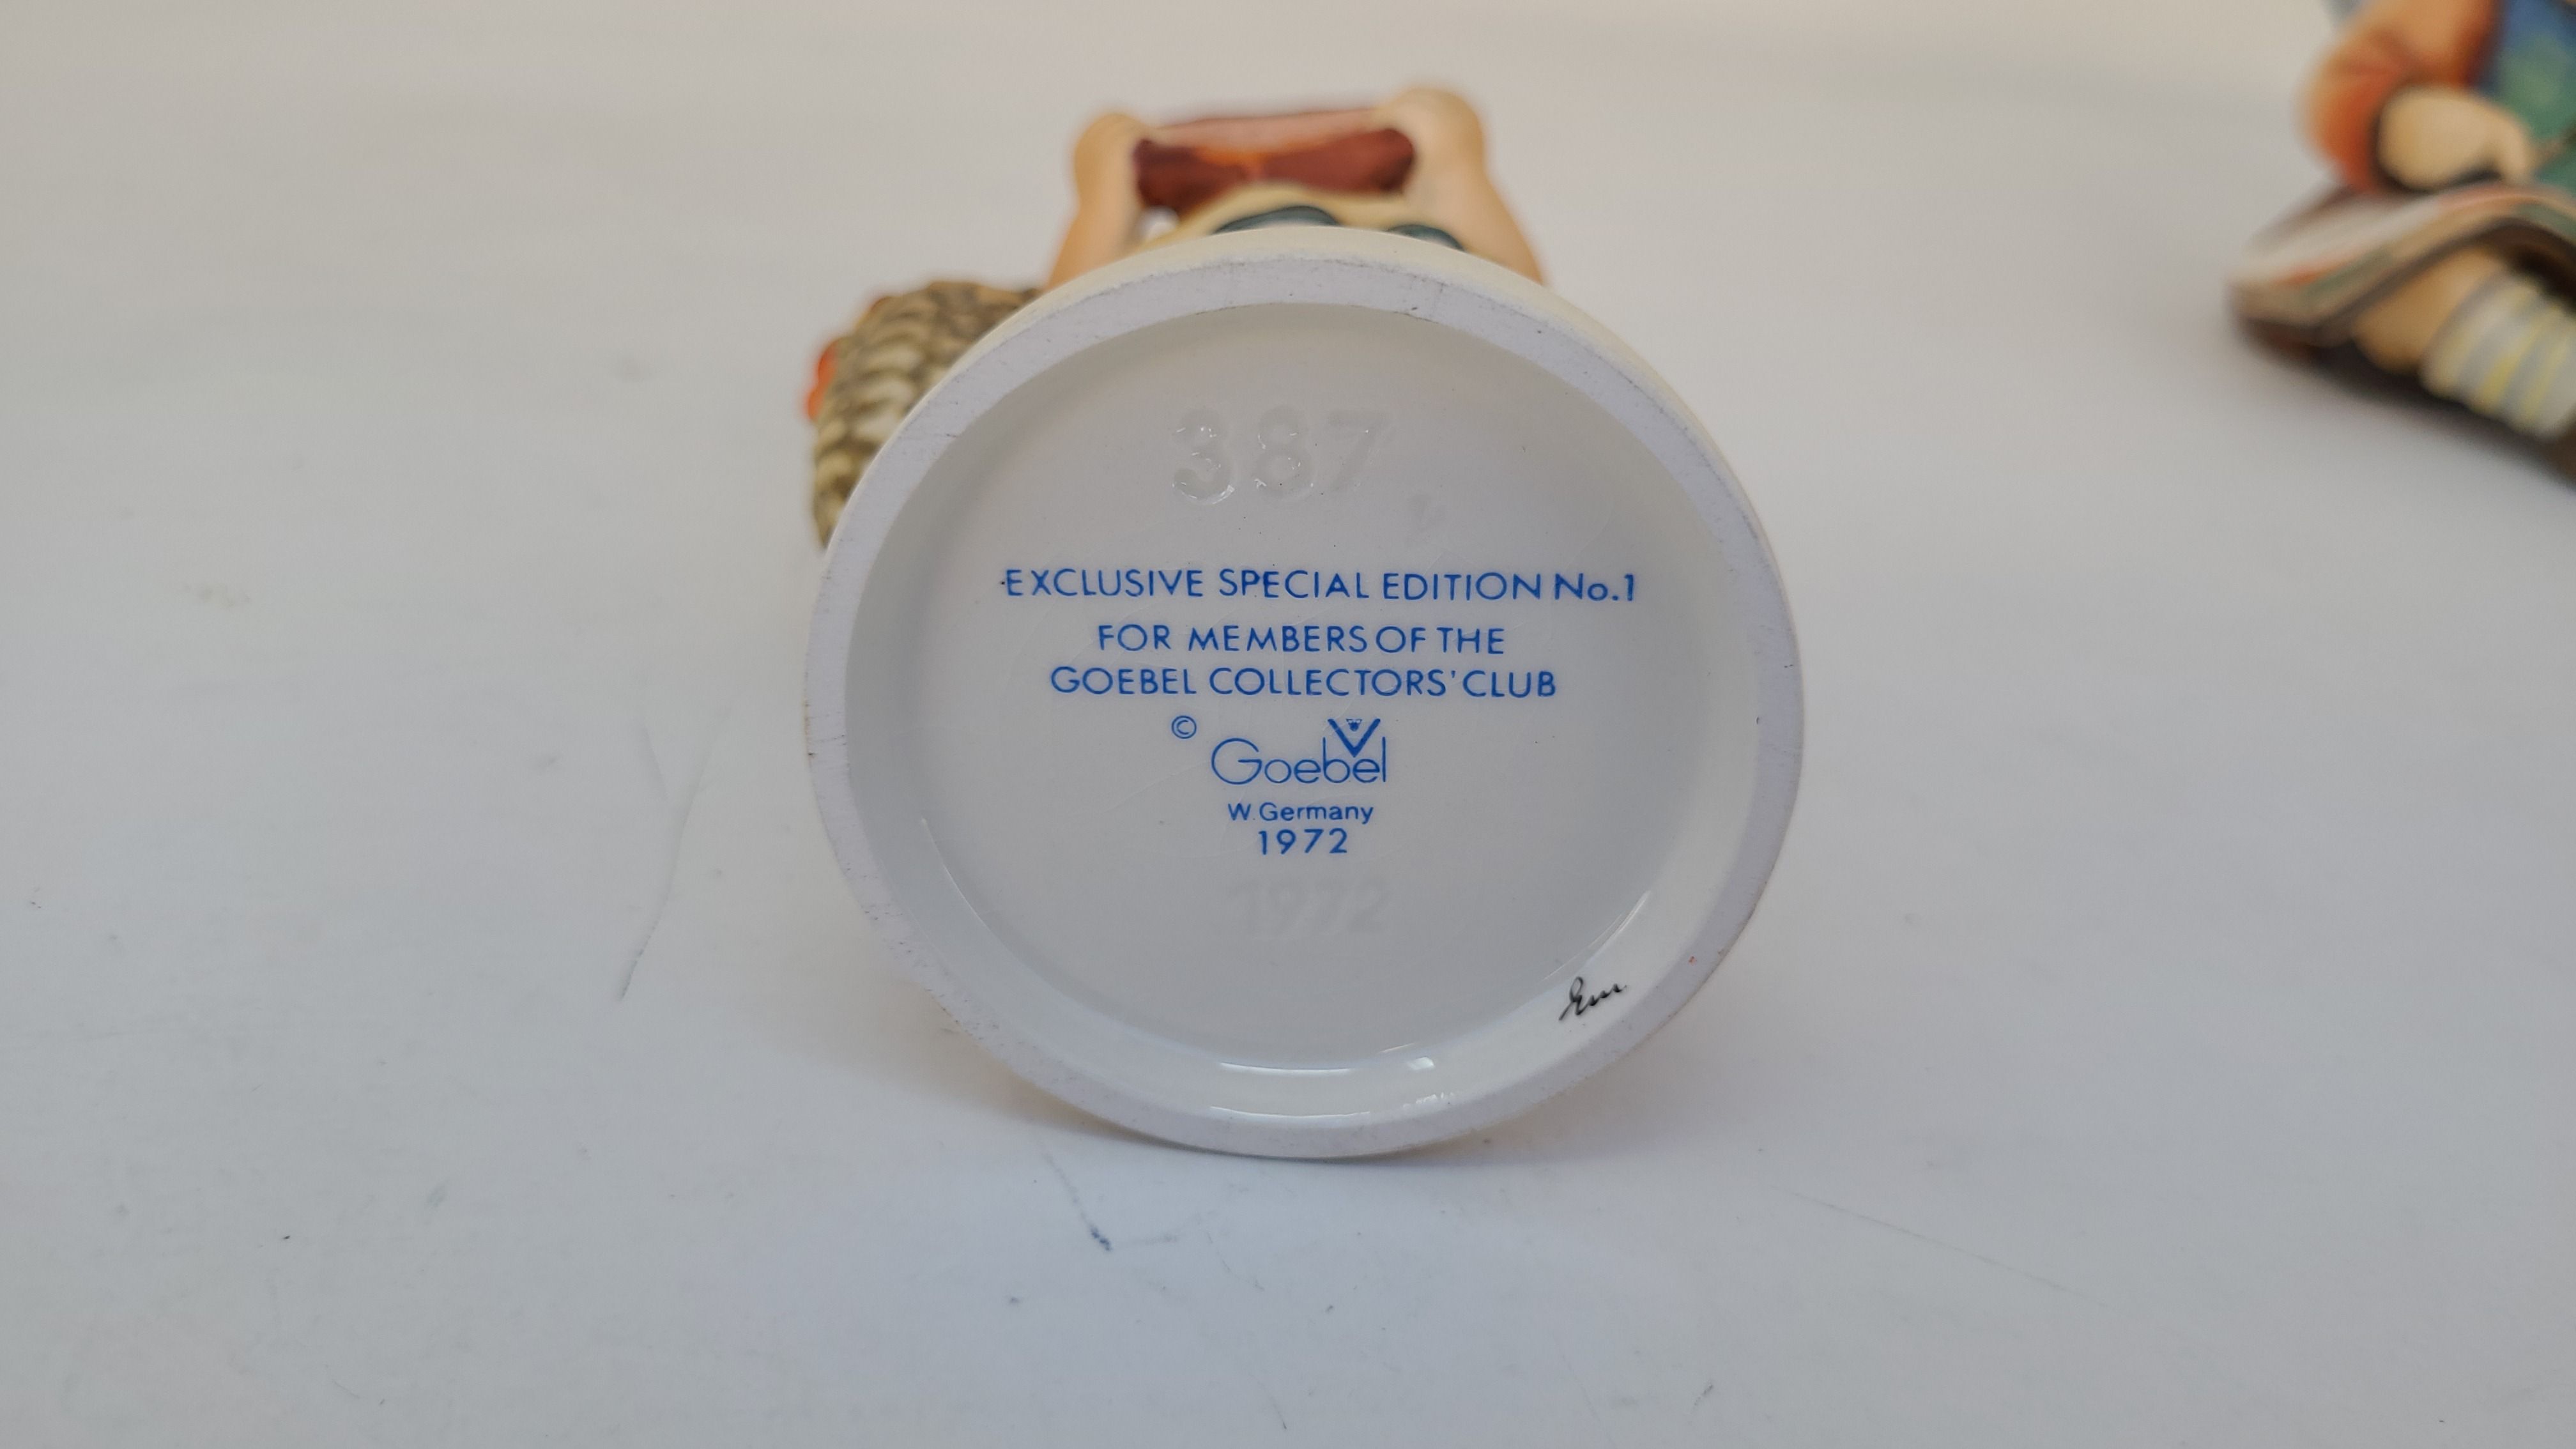 387
EXCLUSIVE SPECIAL EDITION No.1
FOR MEMBERS OF THE
GOEBEL COLLECTORS' CLUB
©
Goebel
W.Germany
1972
1972